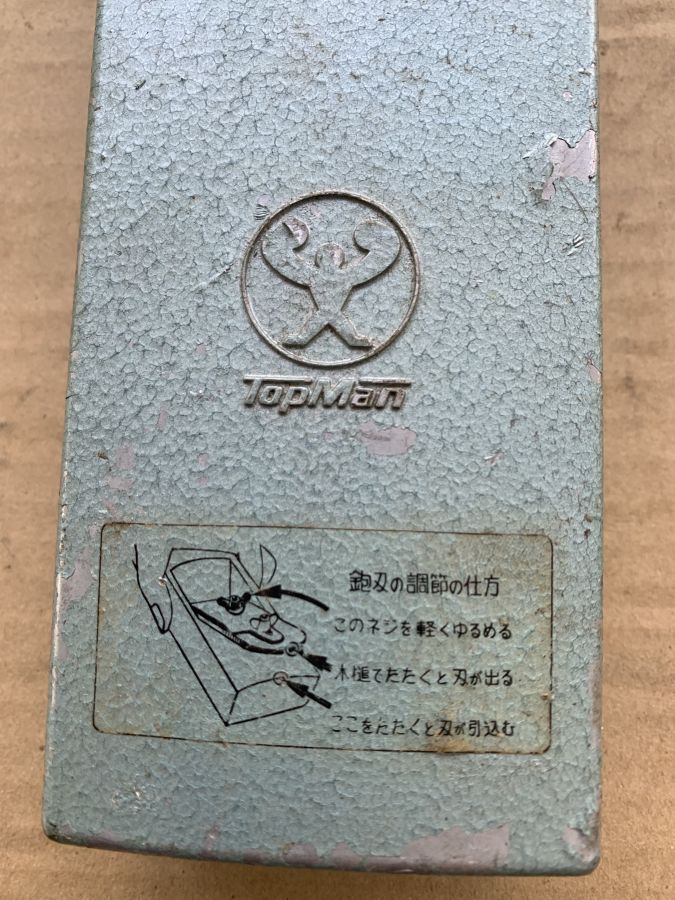 TopMan
鉋刃の調節の仕方
このネジを軽くゆるめる
木槌でたたくと刃が出る
ここをたたくと刃が引込む